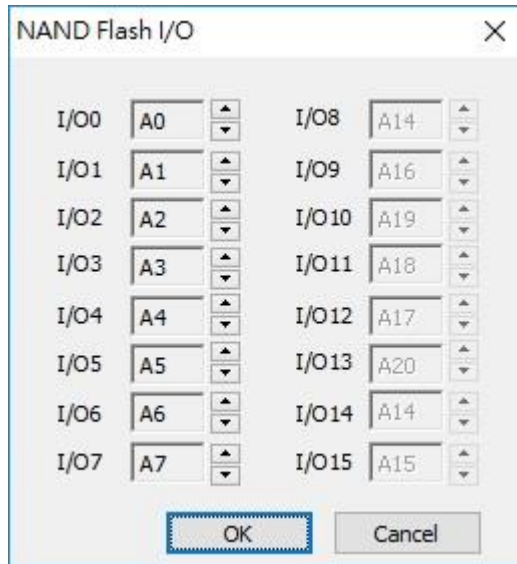 NAND Flash I/O
I/O0 A0 I/O8 A14
I/O1 A1 I/O9 A16
I/O2 A2 I/O10 A19
I/O3 A3 I/O11 A18
I/O4 A4 I/O12 A17
I/O5 A5 I/O13 A20
I/O6 A6 I/O14 A14
I/O7 A7 I/O15 A15
OK Cancel